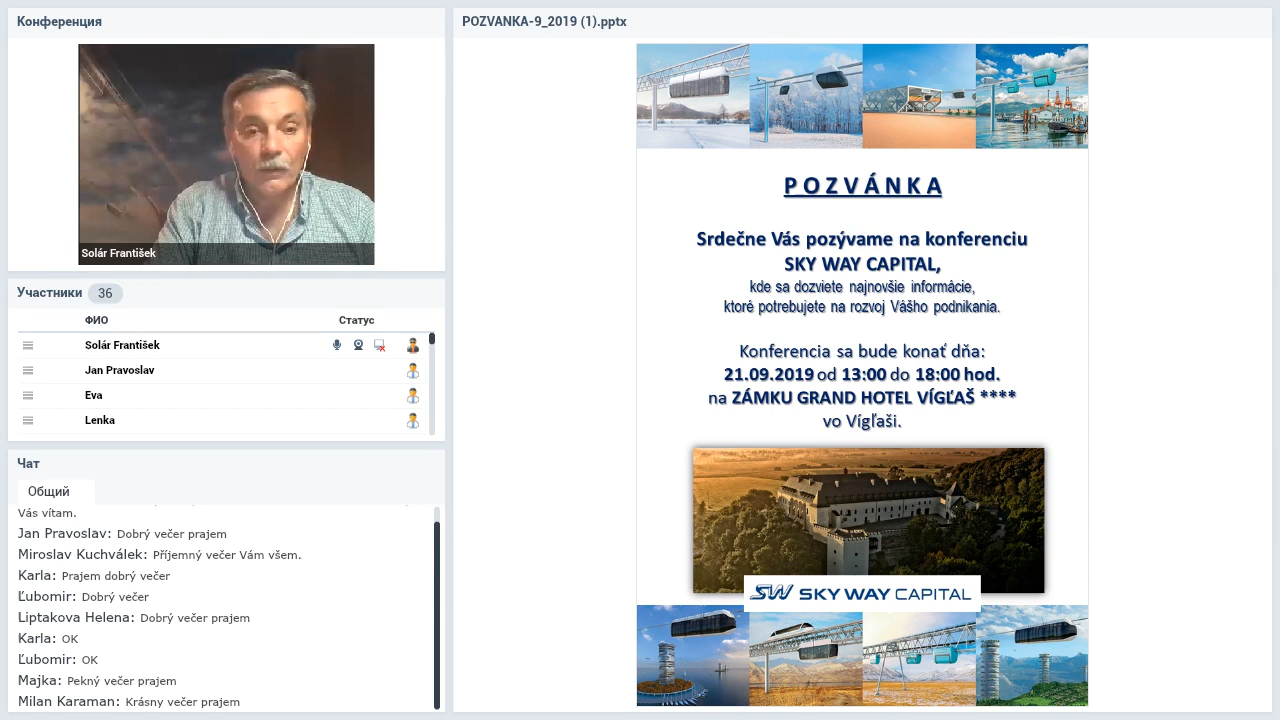 Конференция
Solár František
Участники 36
ФИО Статус
Solár František
Jan Pravoslav
Eva
Lenka
Чат
Общий
Vás vítam.
Jan Pravoslav: Dobrý večer prajem
Miroslav Kuchválek: Příjemný večer Vám všem.
Karla: Prajem dobrý večer
Ľubomír: Dobrý večer
Liptakova Helena: Dobrý večer prajem
Karla: OK
Ľubomir: OK
Majka: Pekný večer prajem
Milan Karaman: Krásný večer prajem
POZVANKA-9_2019 (1).pptx
P O Z V Á N K A
Srdečne Vás pozývame na konferenciu
SKY WAY CAPITAL,
kde sa dozviete najnovšie informácie,
ktoré potrebujete na rozvoj Vášho podnikania.
Konferencia sa bude konať dňa:
21.09.2019 od 13:00 do 18:00 hod.
na ZÁMKU GRAND HOTEL VÍGĽAŠ ****
vo Vígľaši.
SW SKY WAY CAPITAL